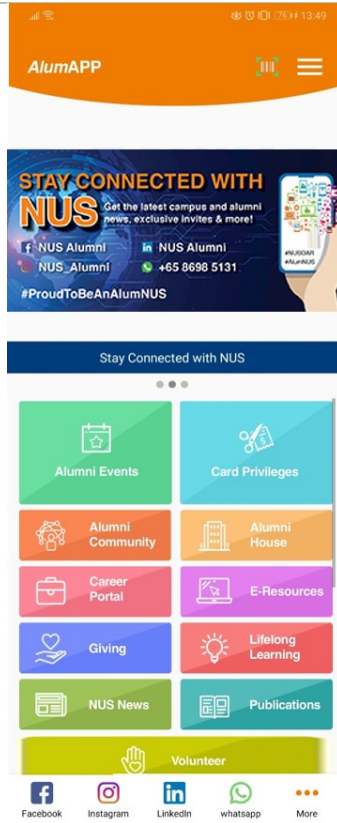 76 13:49
AlumAPP
STAY CONNECTED WITH
NUS
Get the latest campus and alumni
news, exclusive invites & more!
NUS Alumni
NUS Alumni
NUS_Alumni
+65 8698 5131
#ProudToBeAnAlumNUS
#NUSOAR
#AlumNUS
Stay Connected with NUS
Alumni Events
Card Privileges
Alumni
Community
Alumni
House
Career
Portal
E-Resources
Giving
Lifelong
Learning
NUS News
Publications
Volunteer
Facebook
Instagram
LinkedIn
whatsapp
More